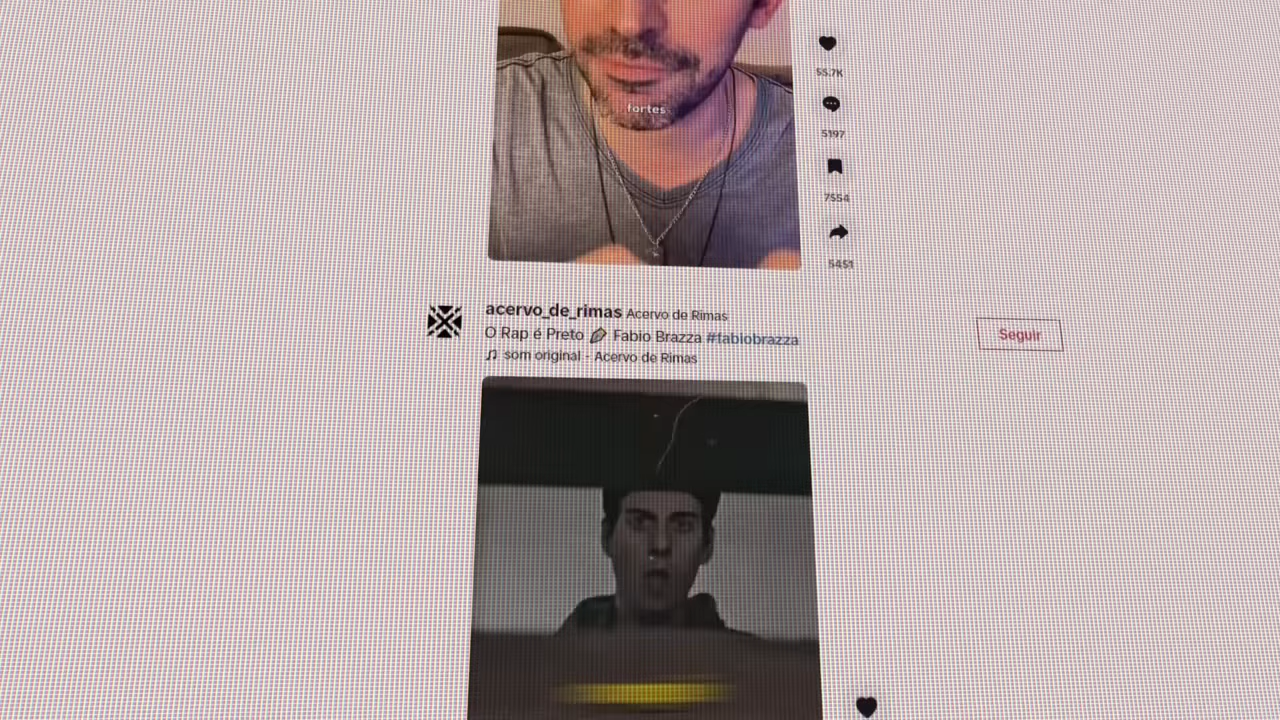 fortes
55.7K
5197
7554
5451
acervo_de_rimas Acervo de Rimas
O Rap é Preto Fabio Brazza #fabiobrazza
som original - Acervo de Rimas
Seguir